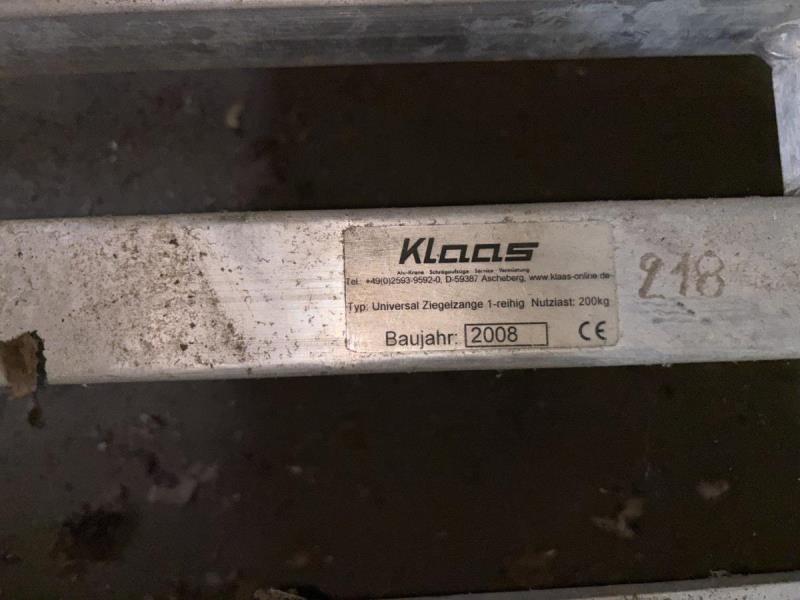 Klaas
Alu-Krane Schrägaufzüge Service Vermietung
Tel.: +49(0)2593-9592-0, D-59387 Ascheberg, www.klaas-online.de
Typ: Universal Ziegelzange 1-reihig Nutzlast: 200kg
Baujahr: 2008 CE
218